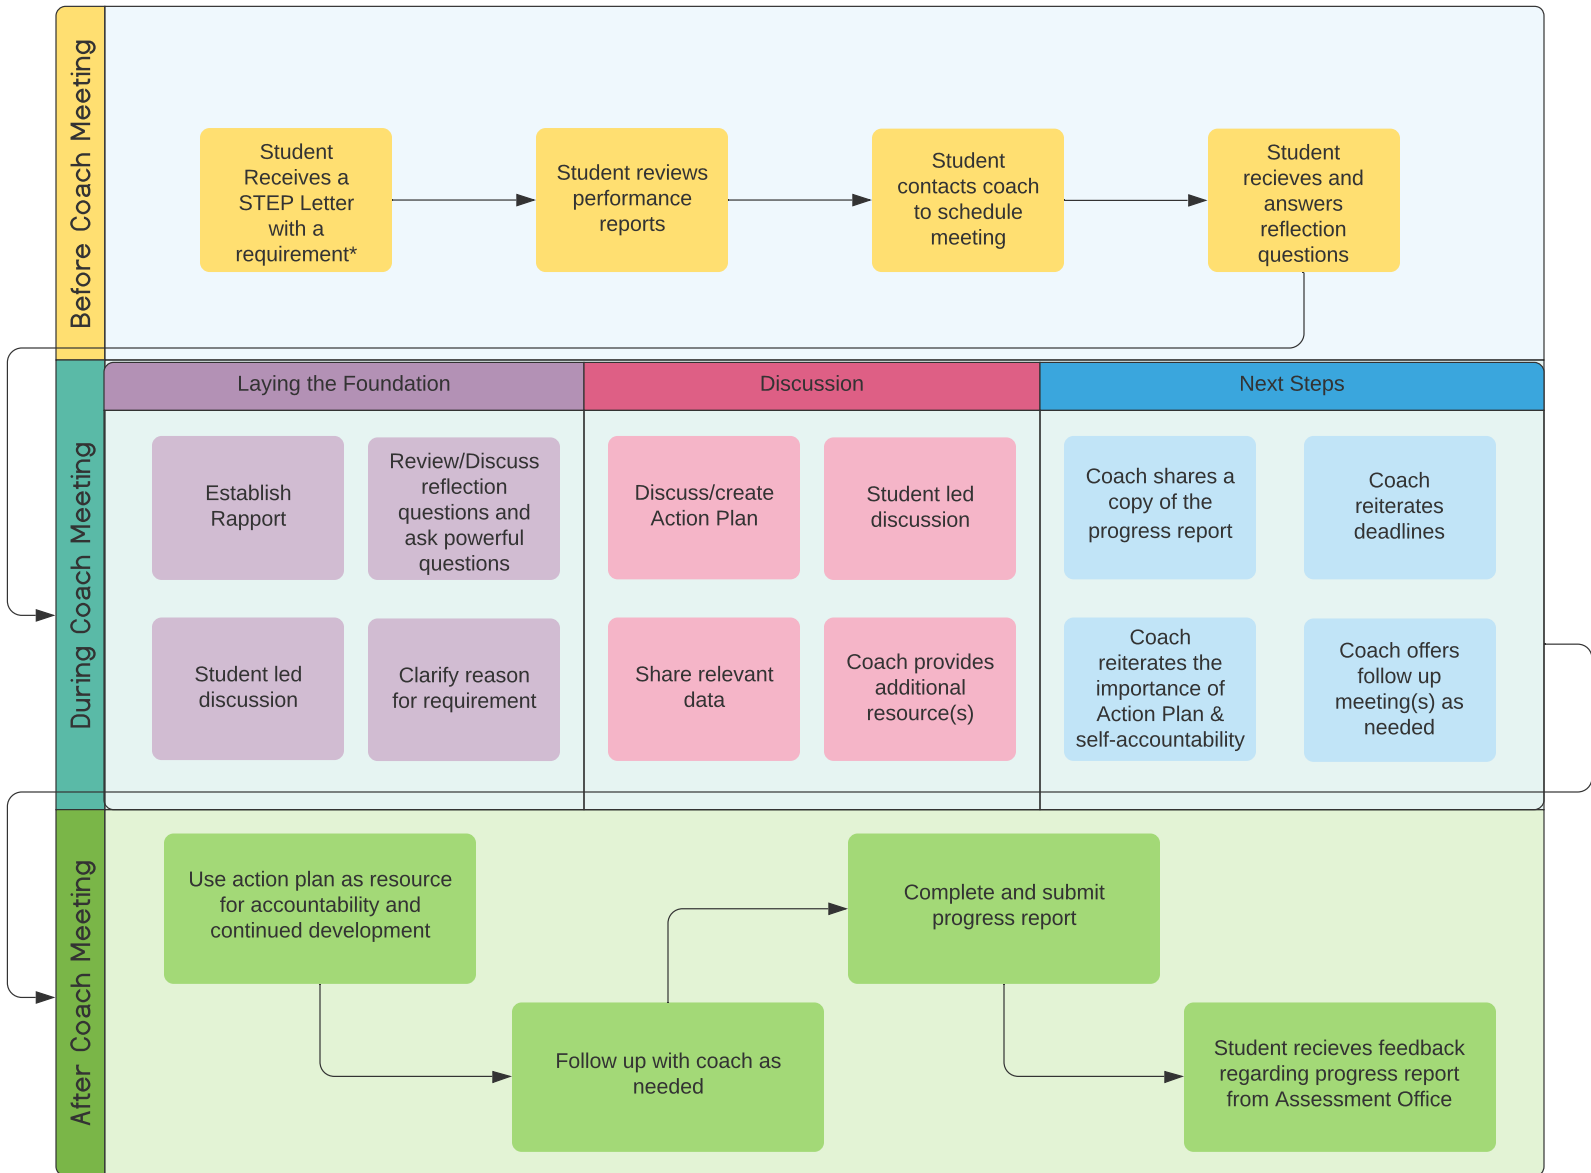 Before Coach Meeting
Student
Receives a
STEP Letter
with a
requirement*
Student reviews
performance
reports
Student
contacts coach
to schedule
meeting
Student
recieves and
answers
reflection
questions
During Coach Meeting
Laying the Foundation
Establish
Rapport
Review/Discuss
reflection
questions and
ask powerful
questions
Student led
discussion
Clarify reason
for requirement
Discussion
Discuss/create
Action Plan
Student led
discussion
Share relevant
data
Coach provides
additional
resource(s)
Next Steps
Coach shares a
copy of the
progress report
Coach
reiterates
deadlines
Coach
reiterates the
importance of
Action Plan &
self-accountability
Coach offers
follow up
meeting(s) as
needed
After Coach Meeting
Use action plan as resource
for accountability and
continued development
Follow up with coach as
needed
Complete and submit
progress report
Student recieves feedback
regarding progress report
from Assessment Office